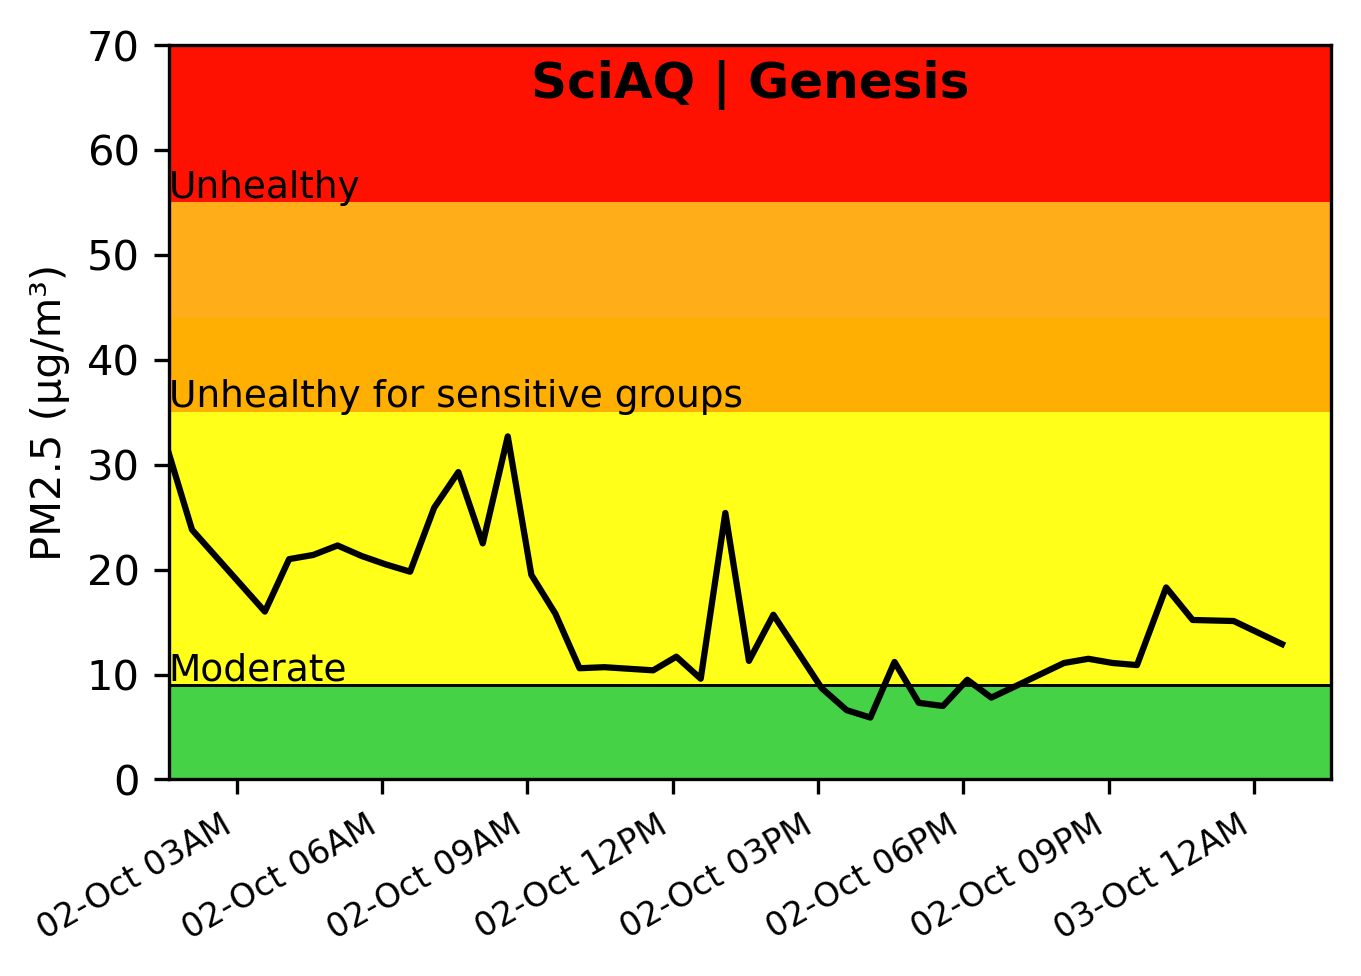 SciAQ | Genesis
PM2.5 (µg/m³)
70
60
50
40
30
20
10
0
Unhealthy
Unhealthy for sensitive groups
Moderate
02-Oct 03AM
02-Oct 06AM
02-Oct 09AM
02-Oct 12PM
02-Oct 03PM
02-Oct 06PM
02-Oct 09PM
03-Oct 12AM